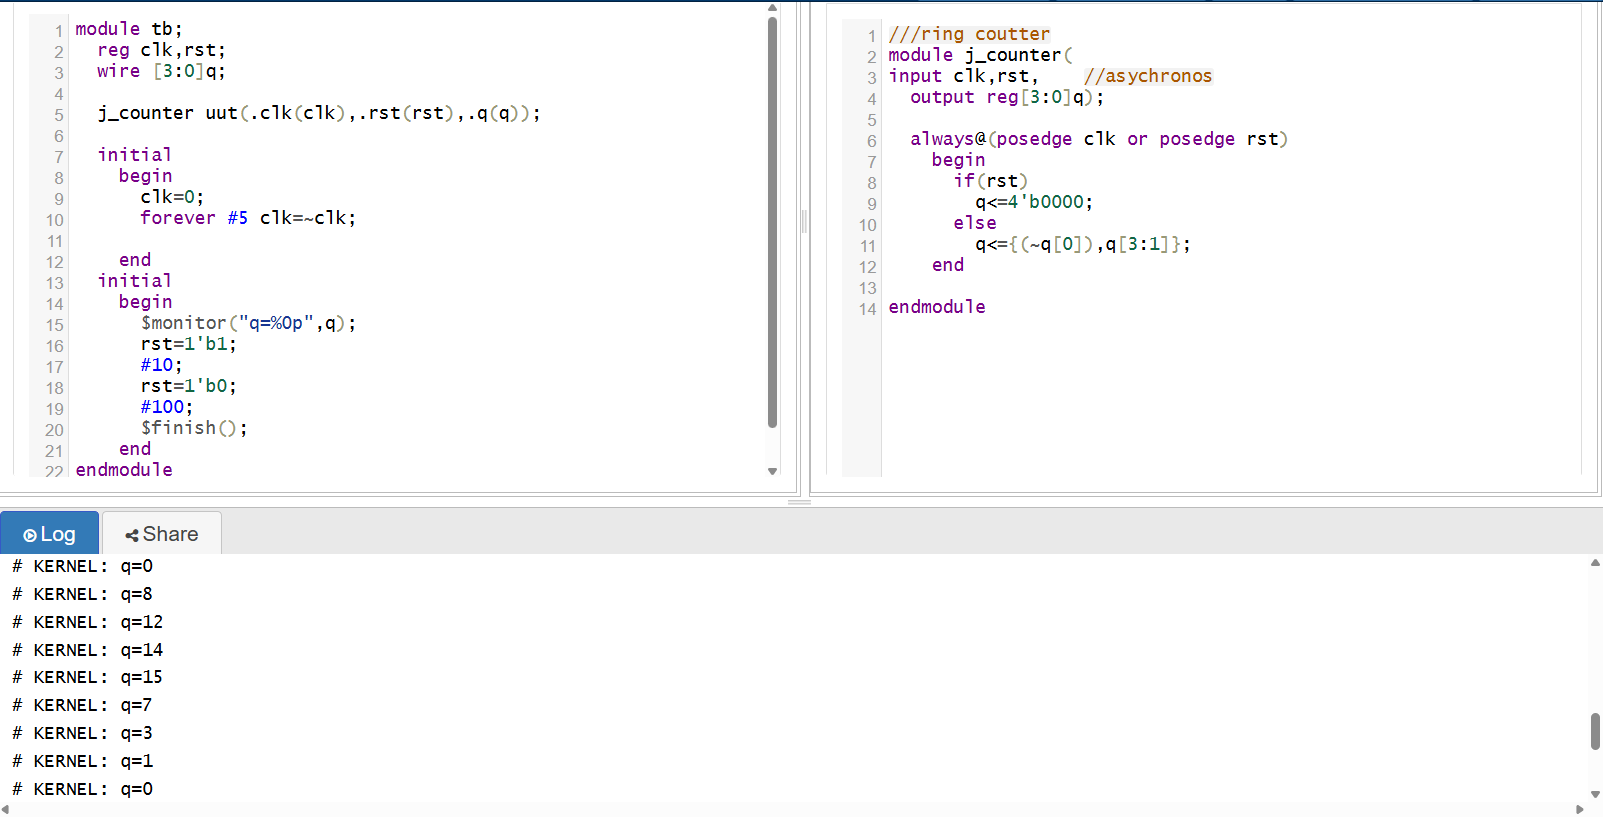 1 module tb;
2 reg clk,rst;
3 wire [3:0]q;
4
5 j_counter uut(.clk(clk),.rst(rst),.q(q));
6
7 initial
8 begin
9 clk=0;
10 forever #5 clk=~clk;
11
12 end
13 initial
14 begin
15 $monitor("q=%0p",q);
16 rst=1'b1;
17 #10;
18 rst=1'b0;
19 #100;
20 $finish();
21 end
22 endmodule
1 ///ring coutter
2 module j_counter(
3 input clk,rst, //asychronos
4 output reg[3:0]q);
5
6 always@(posedge clk or posedge rst)
7 begin
8 if(rst)
9 q<=4'b0000;
10 else
11 q<={(~q[0]),q[3:1]};
12 end
13
14 endmodule
Log Share
# KERNEL: q=0
# KERNEL: q=8
# KERNEL: q=12
# KERNEL: q=14
# KERNEL: q=15
# KERNEL: q=7
# KERNEL: q=3
# KERNEL: q=1
# KERNEL: q=0